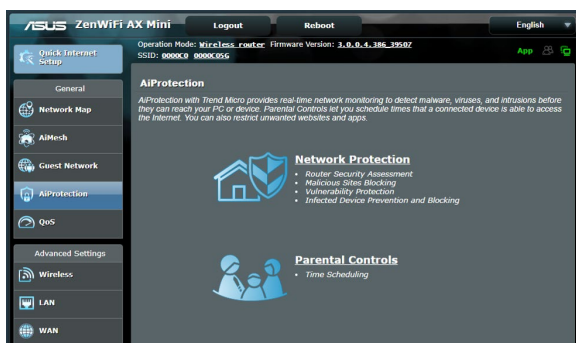 ASUS ZenWiFi AX Mini Logout Reboot English
Operation Mode: Wireless router Firmware Version: 3.0.0.4.386_39507
SSID: 0000C0 0000C05G
App
Quick Internet
Setup
General
Network Map
AiMesh
Guest Network
AiProtection
QoS
Advanced Settings
Wireless
LAN
WAN
AiProtection
AiProtection with Trend Micro provides real-time network monitoring to detect malware, viruses, and intrusions before
they can reach your PC or device. Parental Controls let you schedule times that a connected device is able to access
the Internet. You can also restrict unwanted websites and apps.
Network Protection
• Router Security Assessment
• Malicious Sites Blocking
• Vulnerability Protection
• Infected Device Prevention and Blocking
Parental Controls
• Time Scheduling